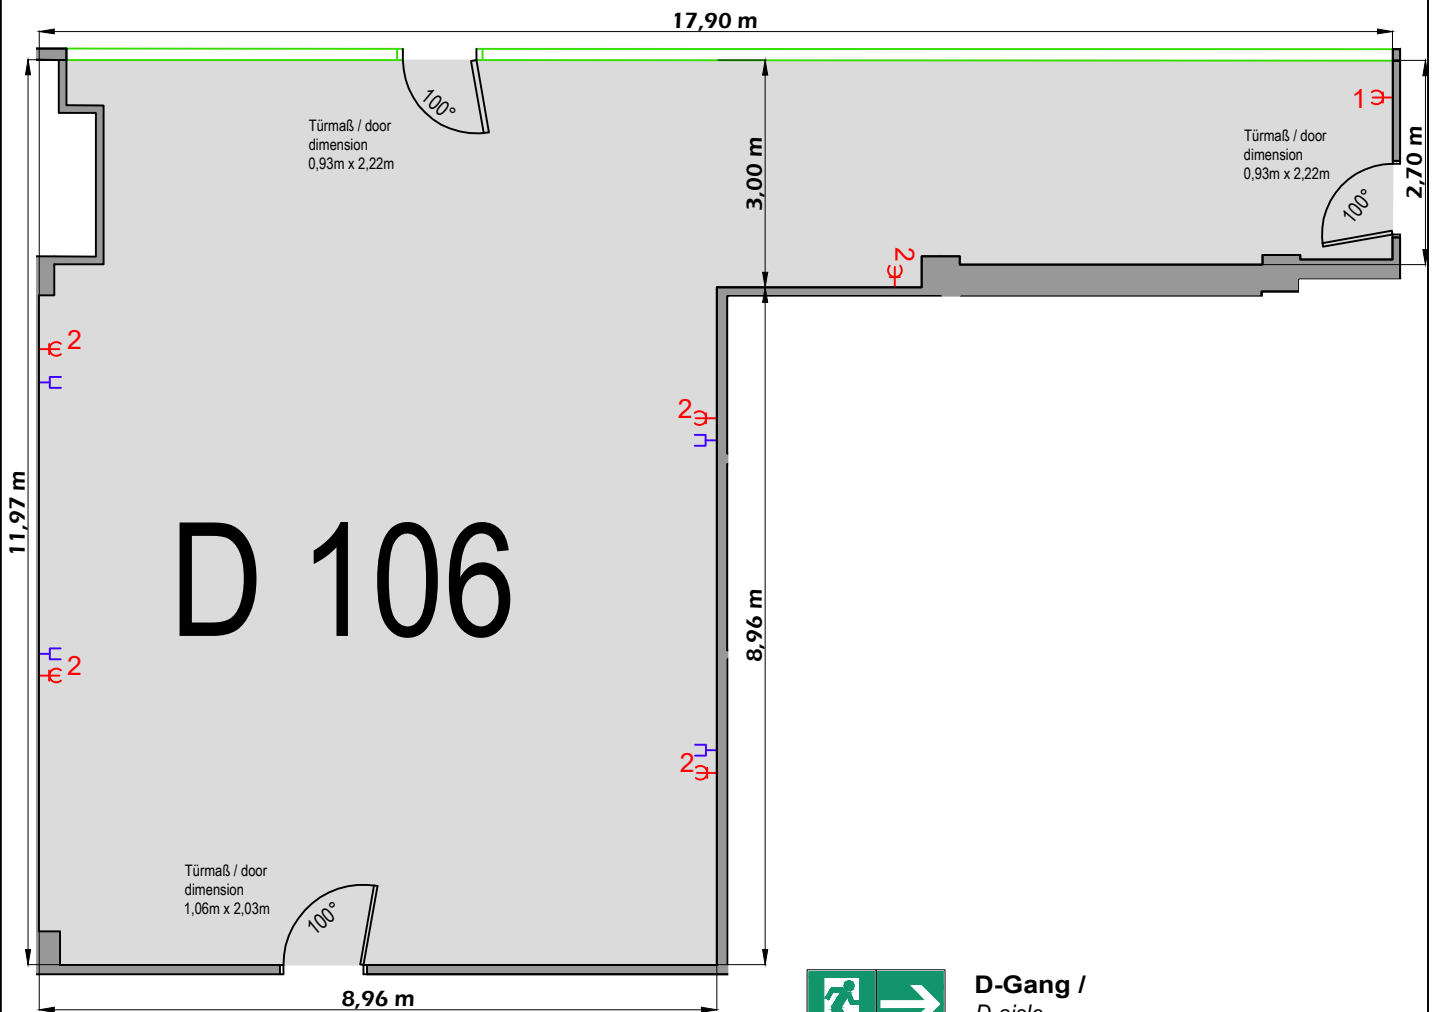 17,90 m
100°
1
Türmaß / door
dimension
0,93m x 2,22m
Türmaß / door
dimension
0,93m x 2,22m
3,00 m
2,70 m
100°
2
2
2
11,97 m
D 106
8,96 m
2
2
Türmaß / door
dimension
1,06m x 2,03m
100°
8,96 m
D-Gang /
D-aisle